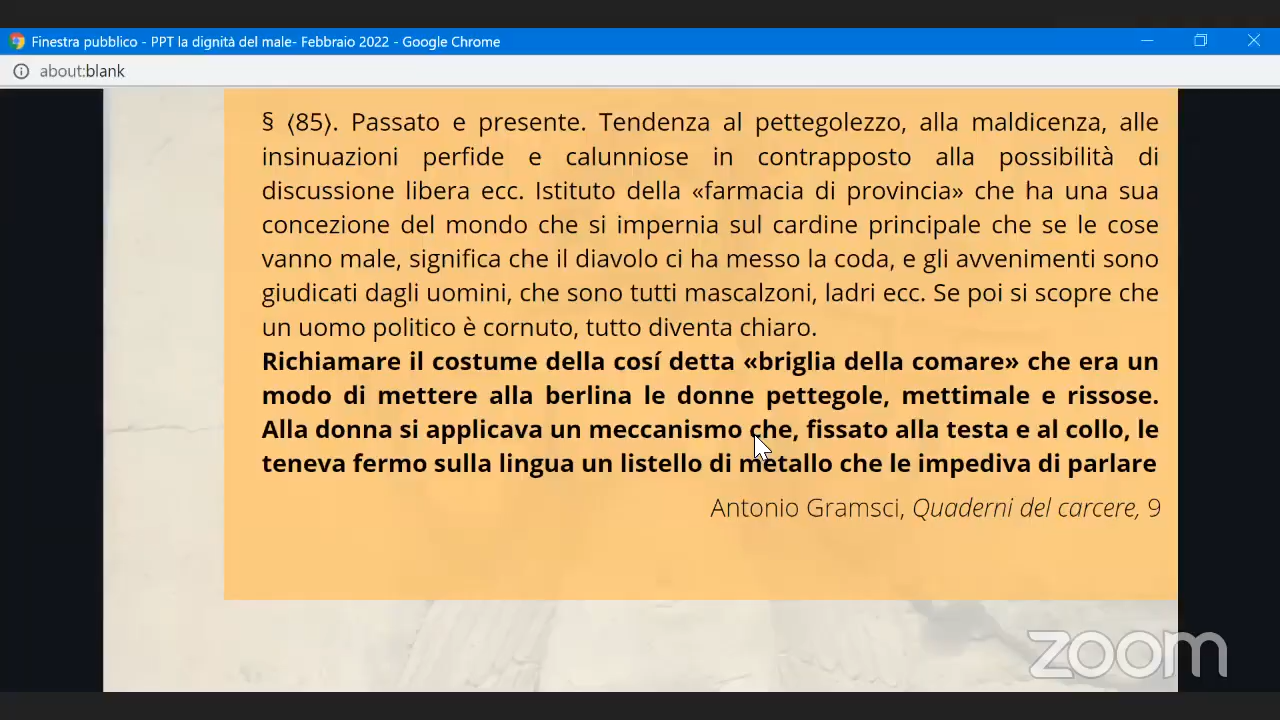 Finestra pubblico - PPT la dignità del male- Febbraio 2022 - Google Chrome
about:blank
§ ⟨85⟩. Passato e presente. Tendenza al pettegolezzo, alla maldicenza, alle
insinuazioni perfide e calunniose in contrapposto alla possibilità di
discussione libera ecc. Istituto della «farmacia di provincia» che ha una sua
concezione del mondo che si impernia sul cardine principale che se le cose
vanno male, significa che il diavolo ci ha messo la coda, e gli avvenimenti sono
giudicati dagli uomini, che sono tutti mascalzoni, ladri ecc. Se poi si scopre che
un uomo politico è cornuto, tutto diventa chiaro.
Richiamare il costume della cosí detta «briglia della comare» che era un
modo di mettere alla berlina le donne pettegole, mettimale e rissose.
Alla donna si applicava un meccanismo che, fissato alla testa e al collo, le
teneva fermo sulla lingua un listello di metallo che le impediva di parlare
Antonio Gramsci, Quaderni del carcere, 9
zoom